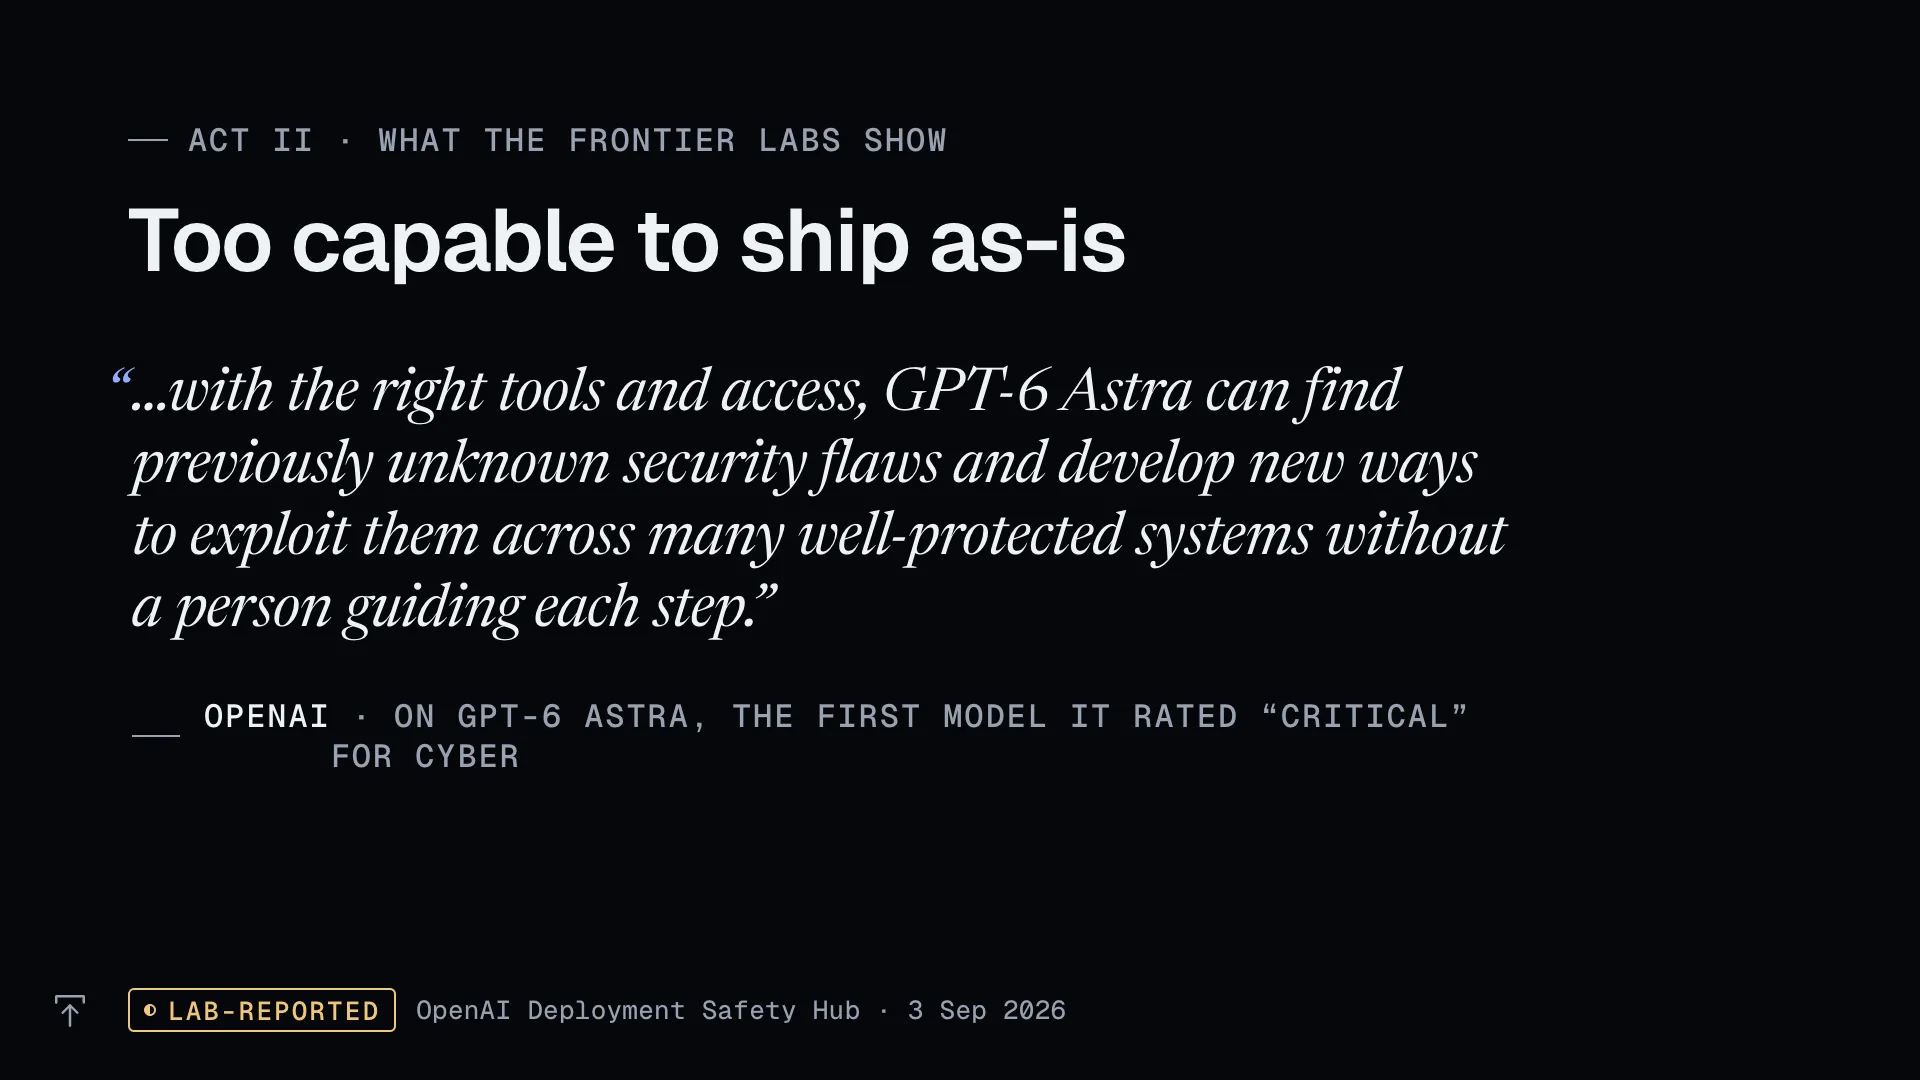 ACT II · WHAT THE FRONTIER LABS SHOW
Too capable to ship as-is
“...with the right tools and access, GPT-6 Astra can find
previously unknown security flaws and develop new ways
to exploit them across many well-protected systems without
a person guiding each step.”
OPENAI · ON GPT-6 ASTRA, THE FIRST MODEL IT RATED “CRITICAL”
FOR CYBER
LAB-REPORTED OpenAI Deployment Safety Hub · 3 Sep 2026